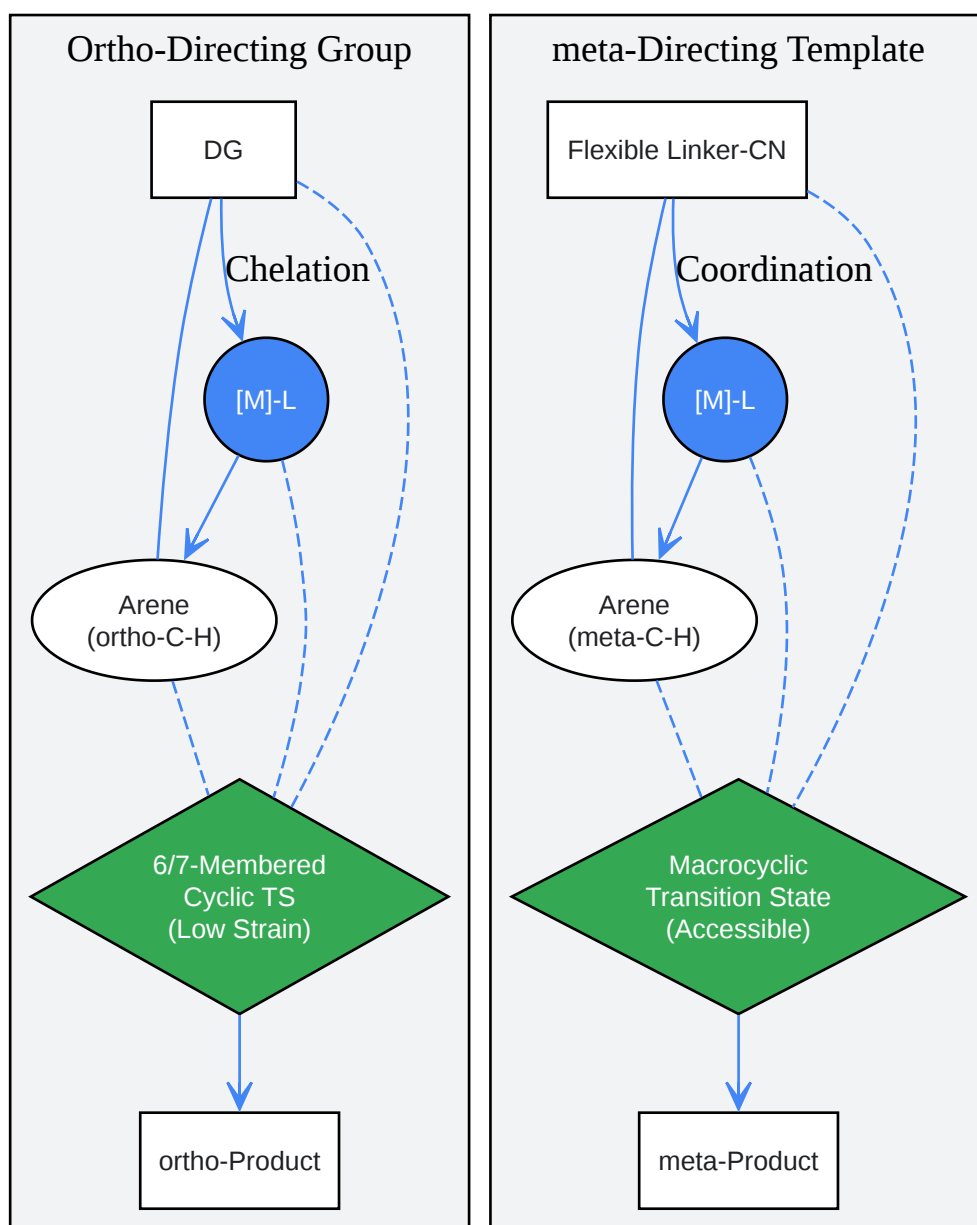 Ortho-Directing Group
DG
Chelation
[M]-L
Arene
(ortho-C-H)
6/7-Membered
Cyclic TS
(Low Strain)
ortho-Product
meta-Directing Template
Flexible Linker-CN
Coordination
[M]-L
Arene
(meta-C-H)
Macrocyclic
Transition State
(Accessible)
meta-Product